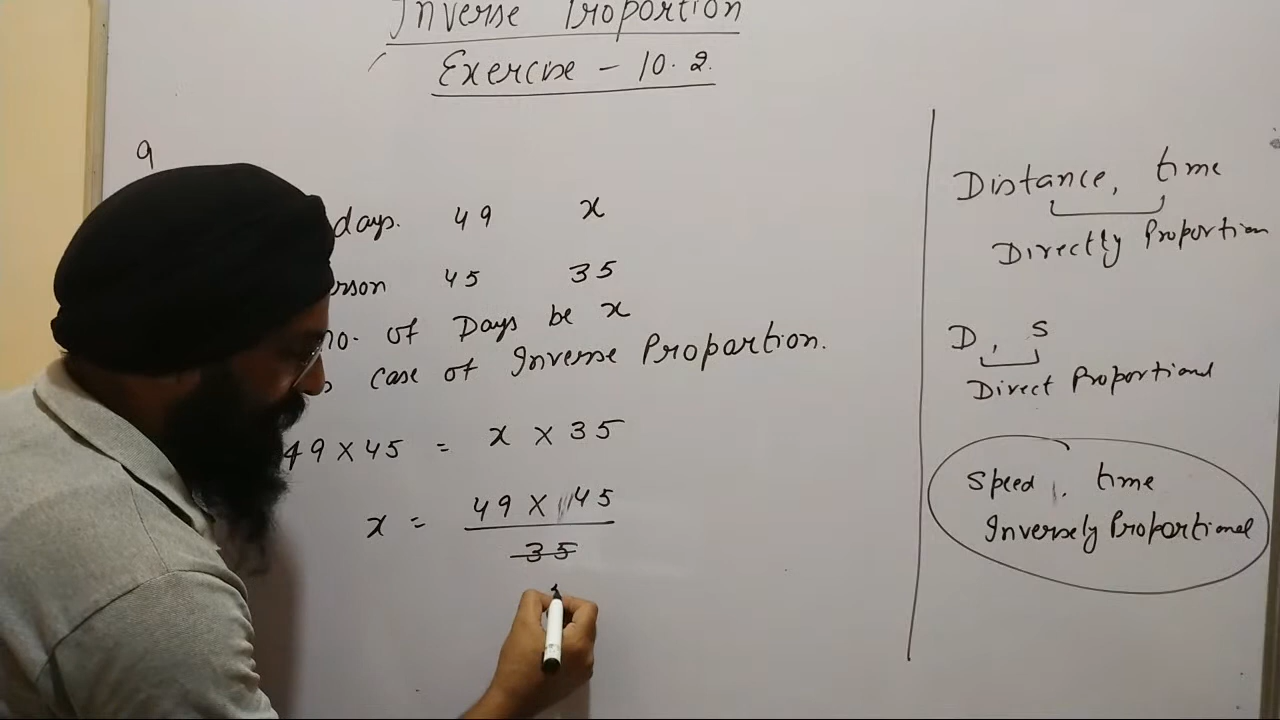 Inverse Proportion
Exercise - 10.2.
9
days. 49 x
erson 45 35
no. of Days be x
case of Inverse Proportion.
49 X 45 = x X 35
x = 49 X 45
35
Distance, time
Directly Proportion
D, S
Direct Proportional
Speed, time
Inversely Proportional